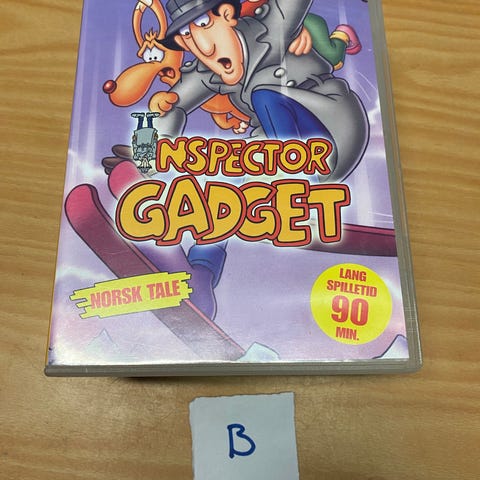 INSPECTOR
GADGET
NORSK TALE
LANG
SPILLETID
90
MIN.
B